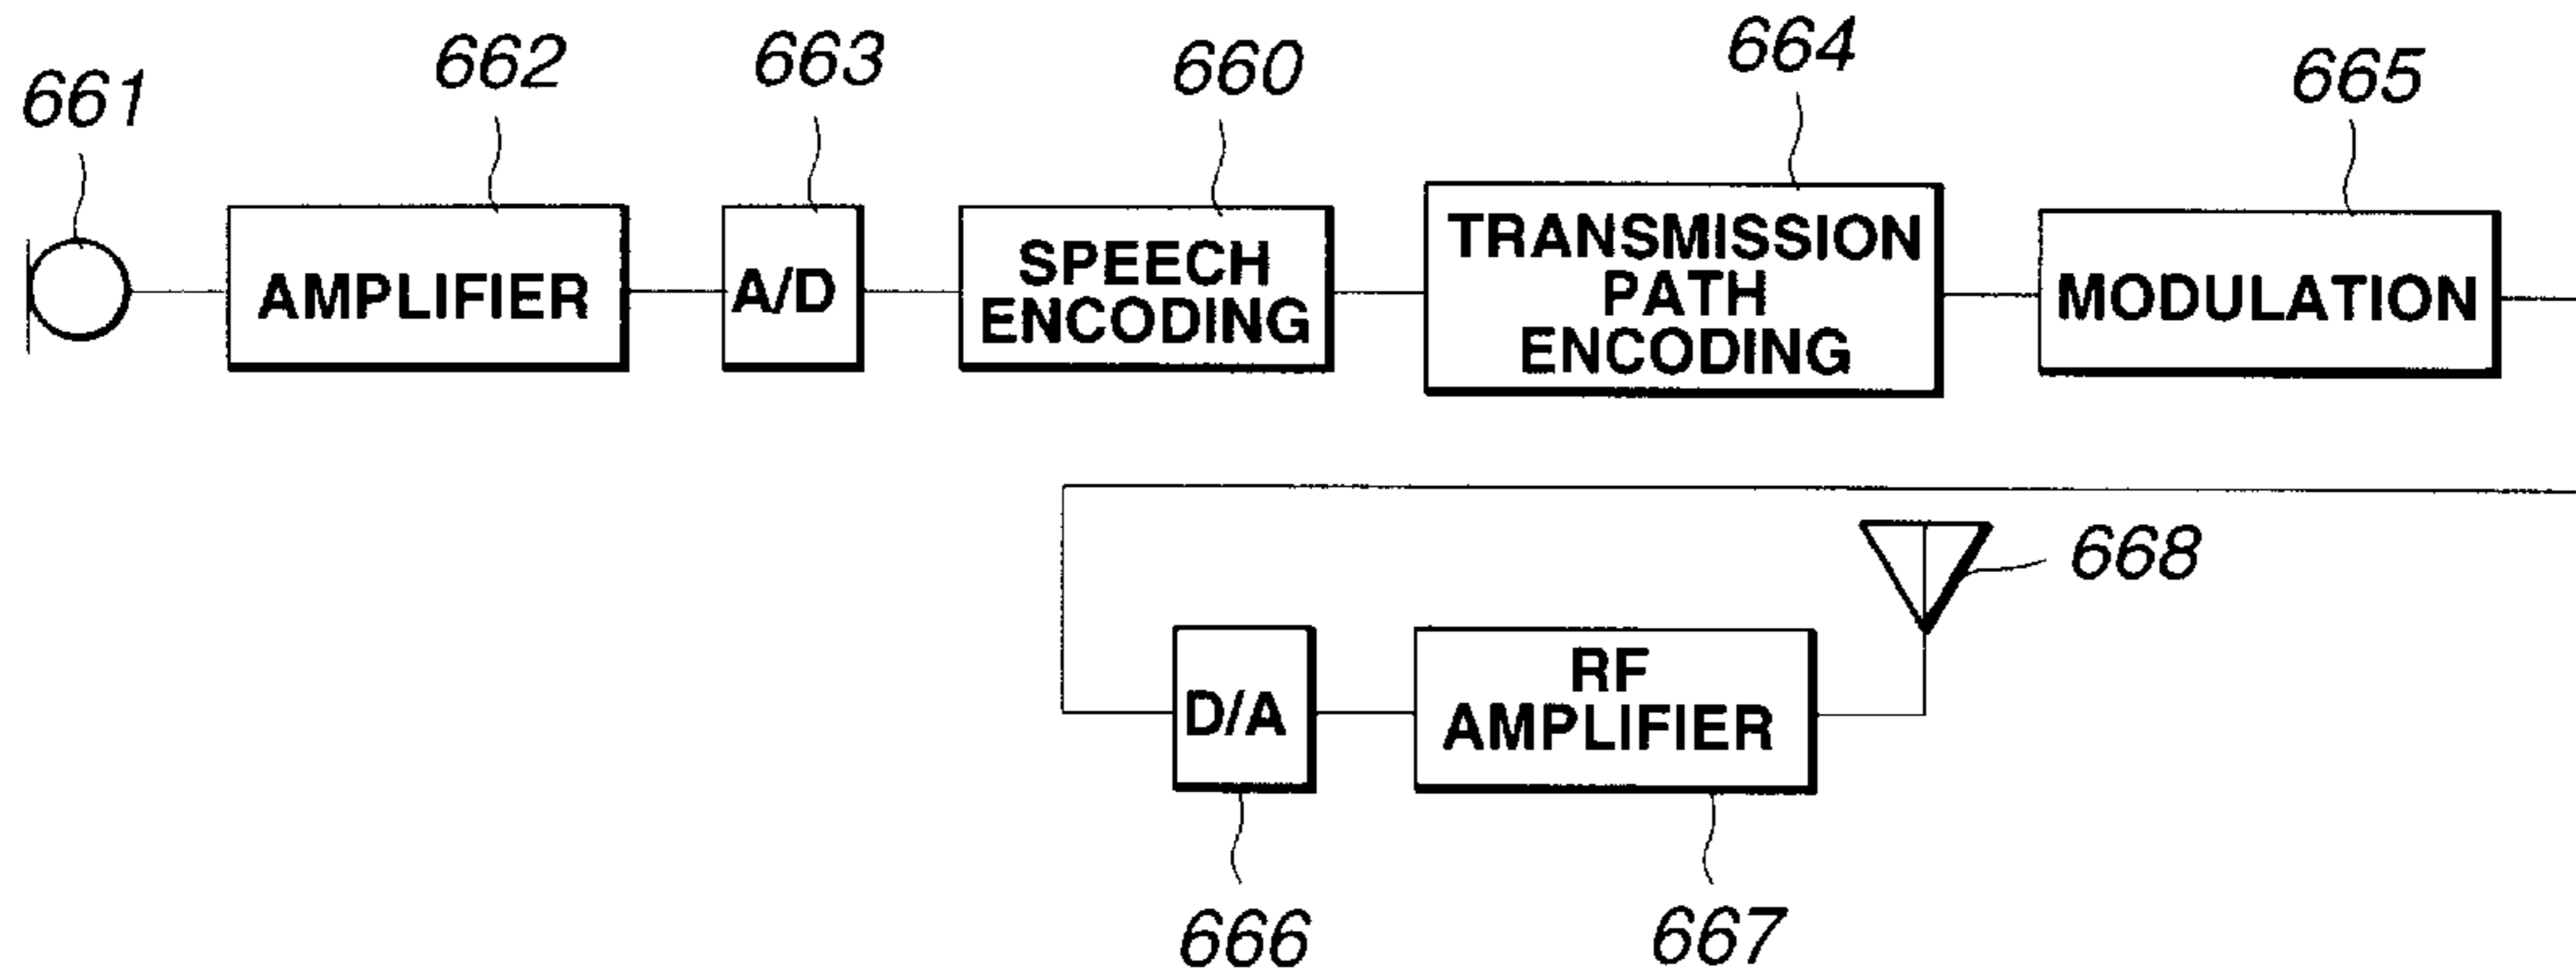 661
662
663
660
664
665
AMPLIFIER
A/D
SPEECH
ENCODING
TRANSMISSION
PATH
ENCODING
MODULATION
668
D/A
RF
AMPLIFIER
666
667